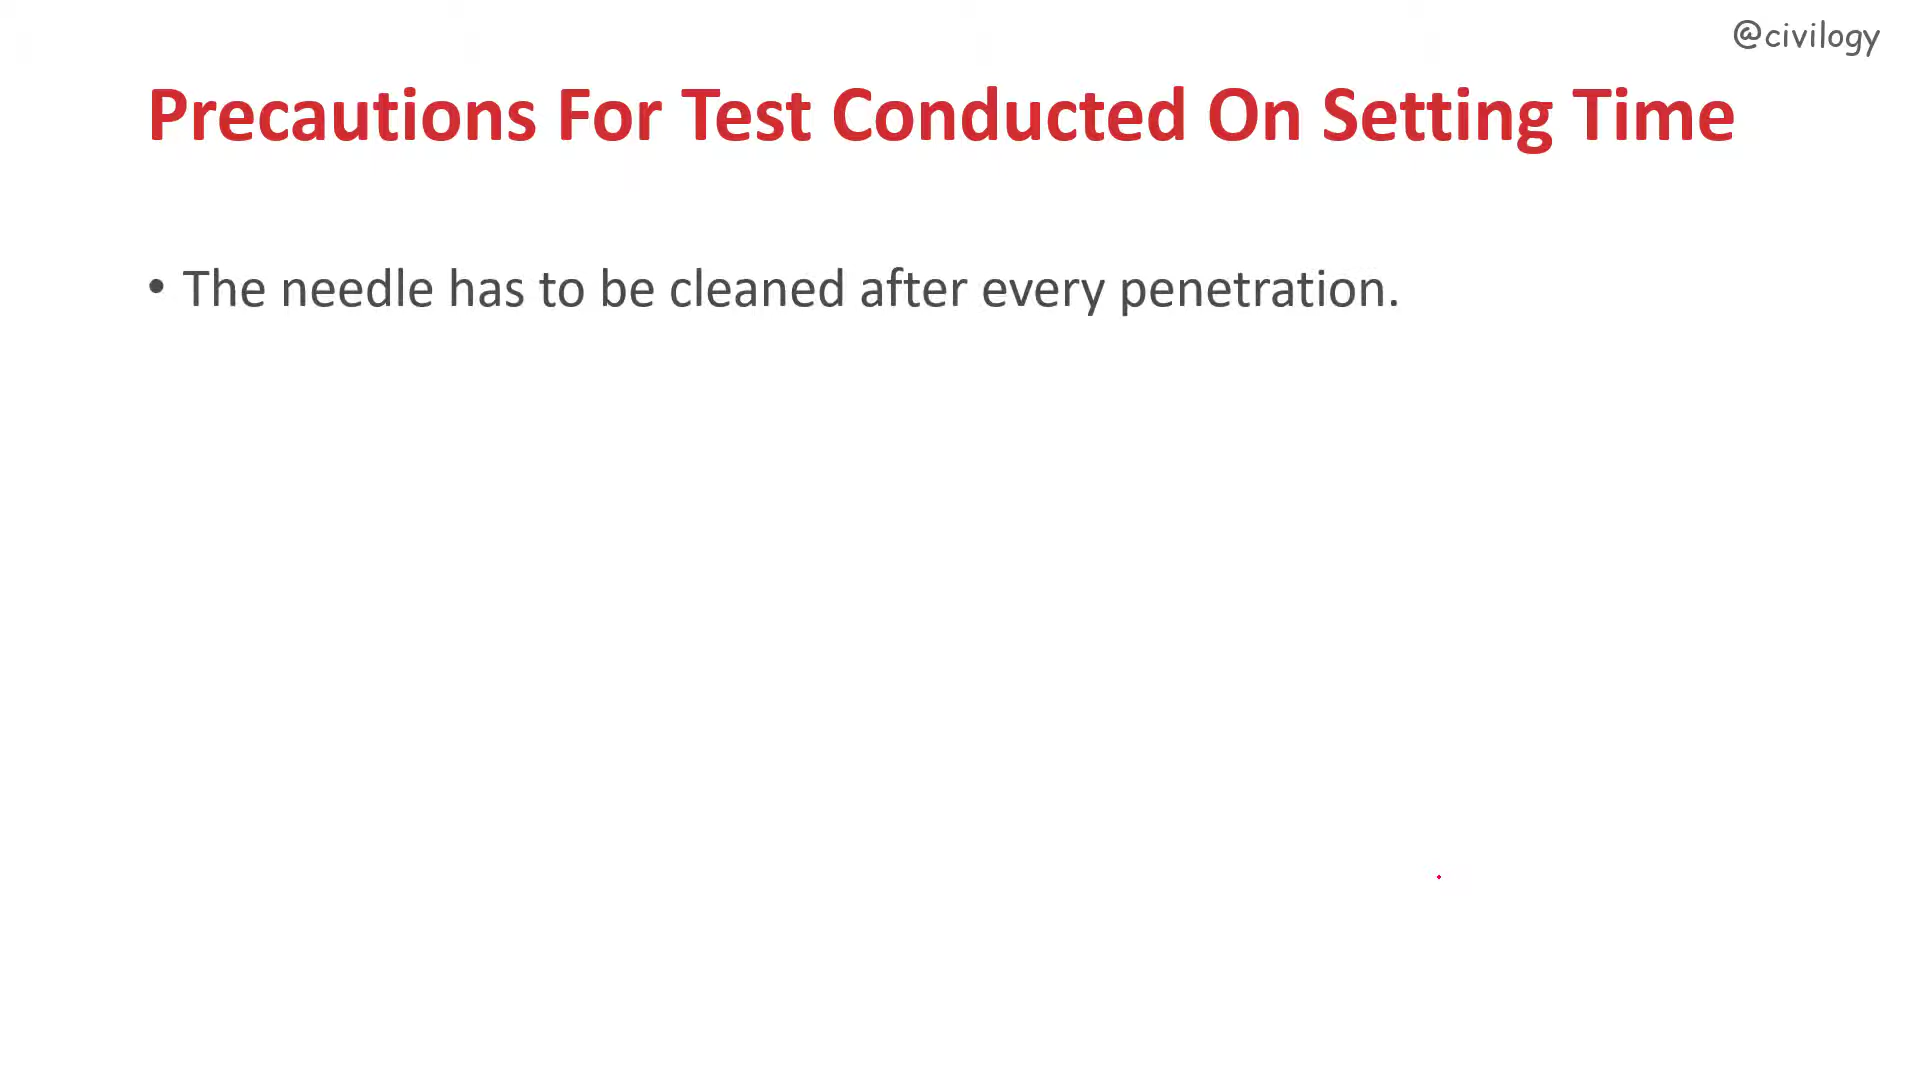 @civilogy
Precautions For Test Conducted On Setting Time
• The needle has to be cleaned after every penetration.